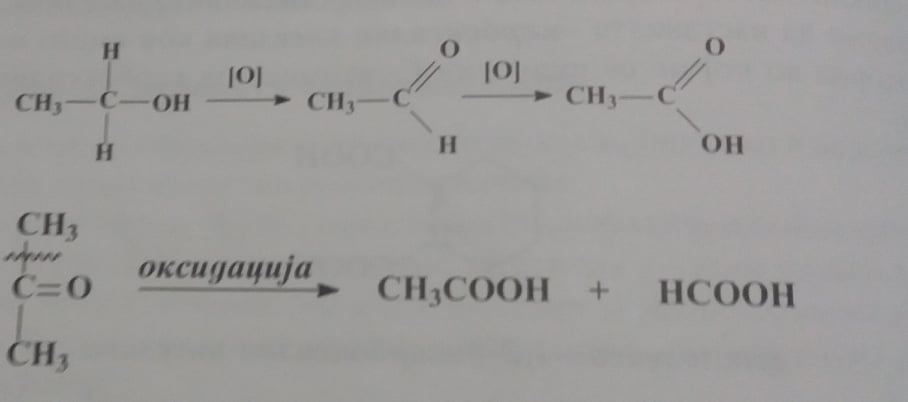 H O O
CH₃—C—OH [O] CH₃—C [O] CH₃—C
H H OH
CH₃
C=O оксидација CH₃COOH + HCOOH
CH₃